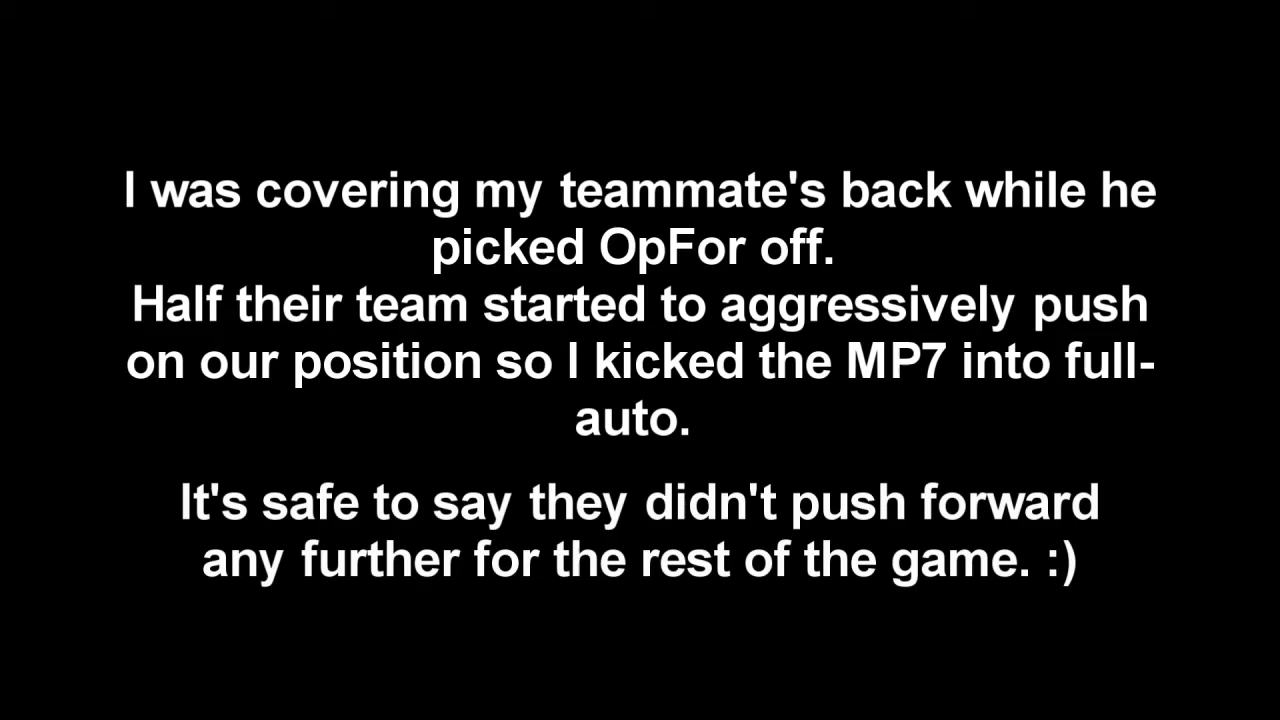 I was covering my teammate's back while he
picked OpFor off.
Half their team started to aggressively push
on our position so I kicked the MP7 into full-
auto.
It's safe to say they didn't push forward
any further for the rest of the game. :)